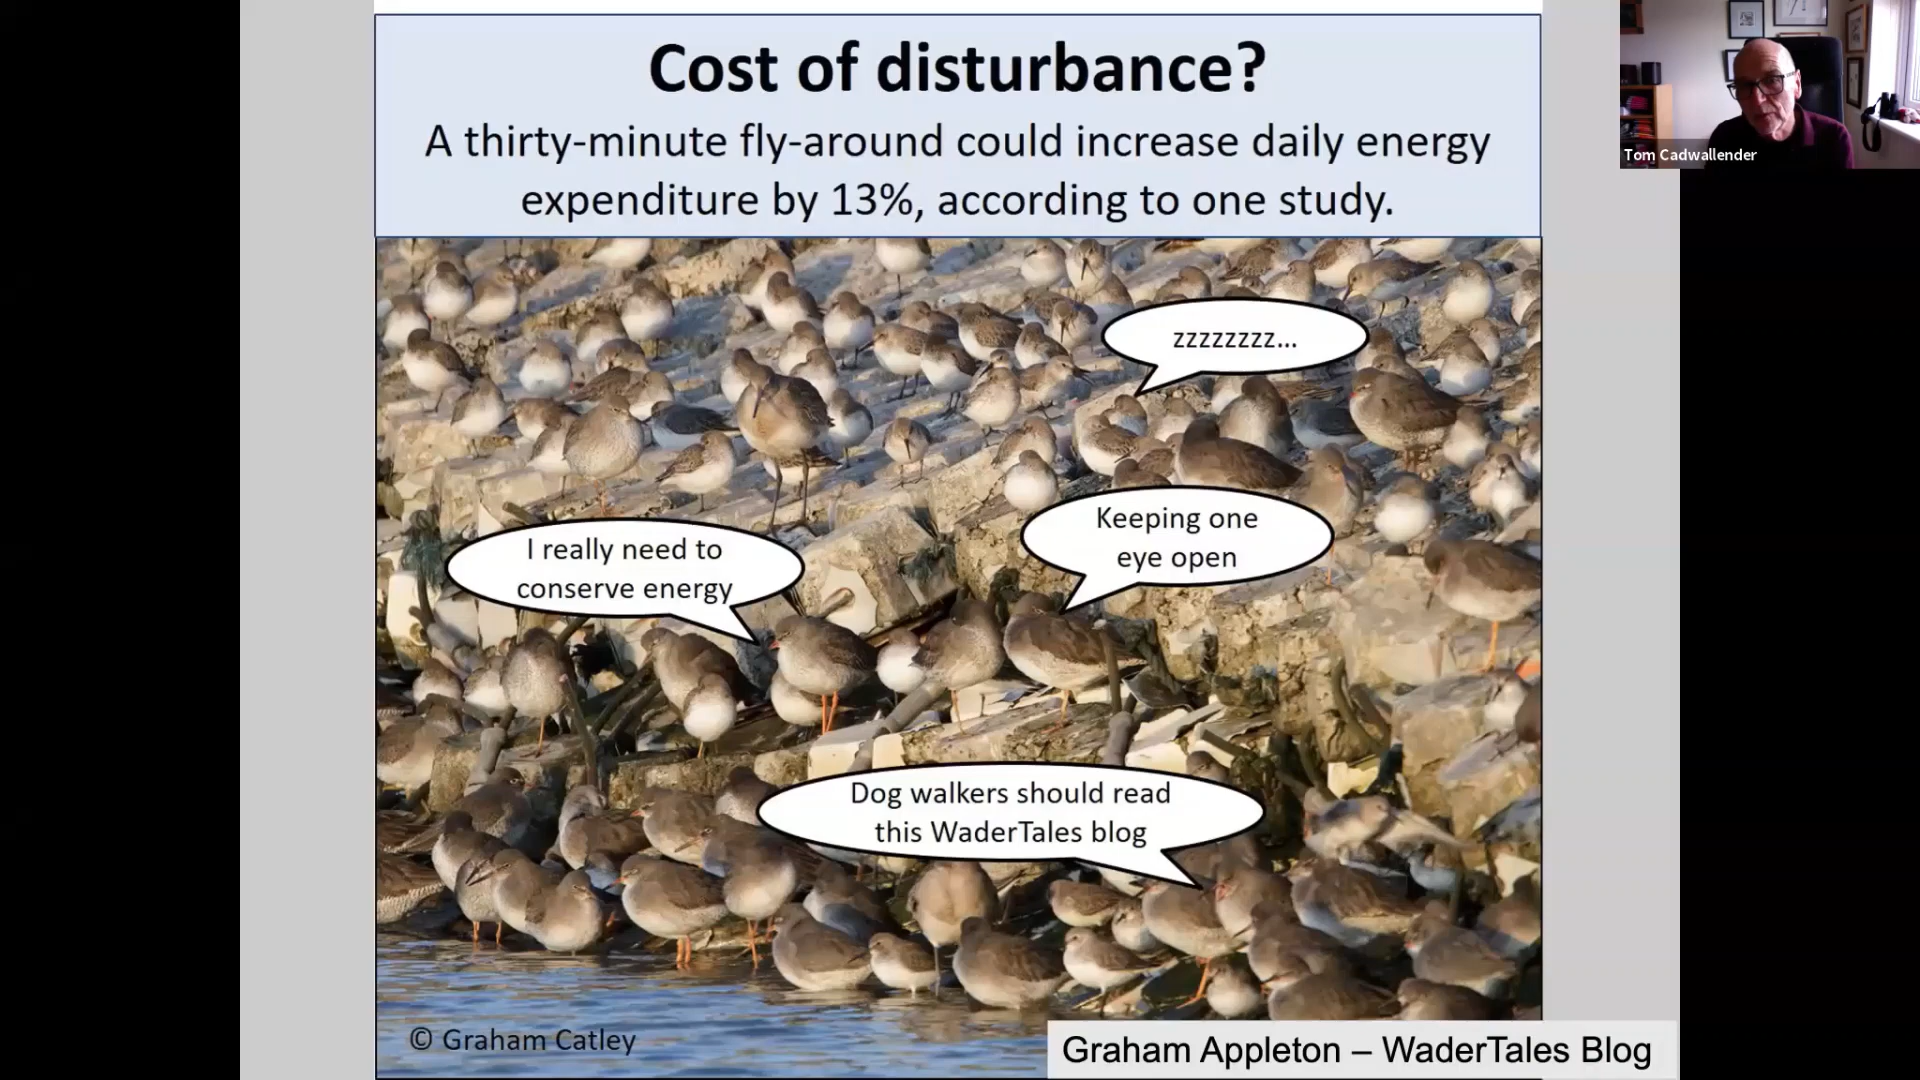 Cost of disturbance?
A thirty-minute fly-around could increase daily energy
expenditure by 13%, according to one study.
Tom Cadwallender
zzzzzzzz...
Keeping one
eye open
I really need to
conserve energy
Dog walkers should read
this WaderTales blog
© Graham Catley
Graham Appleton – WaderTales Blog